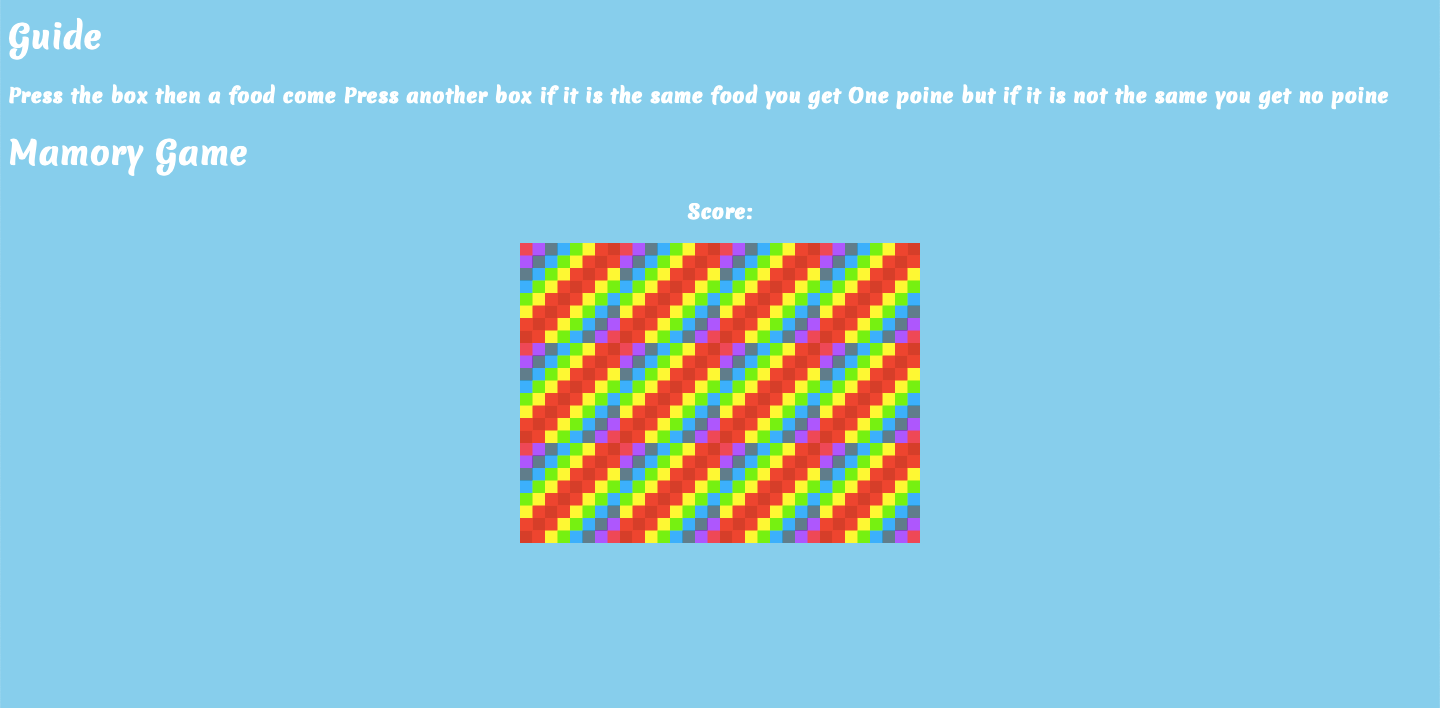 Guide
Press the box then a food come Press another box if it is the same food you get One poine but if it is not the same you get no poine
Mamory Game
Score: